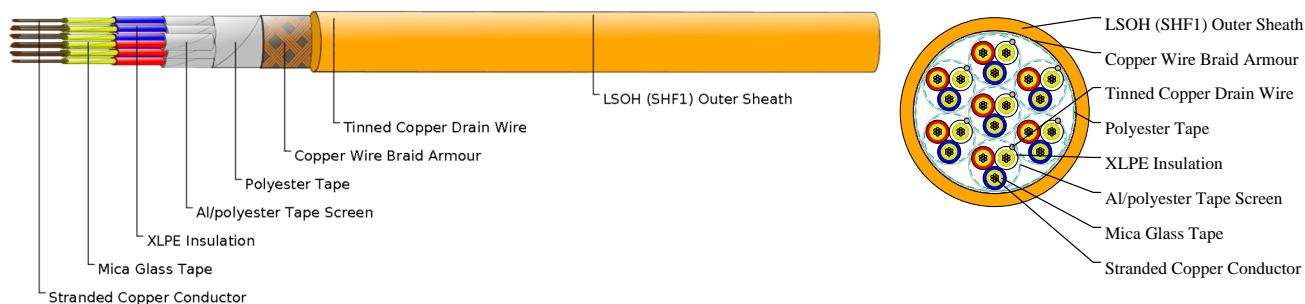 LSOH (SHF1) Outer Sheath
Tinned Copper Drain Wire
Copper Wire Braid Armour
Polyester Tape
Al/polyester Tape Screen
XLPE Insulation
Mica Glass Tape
Stranded Copper Conductor
LSOH (SHF1) Outer Sheath
Copper Wire Braid Armour
Tinned Copper Drain Wire
Polyester Tape
XLPE Insulation
Al/polyester Tape Screen
Mica Glass Tape
Stranded Copper Conductor